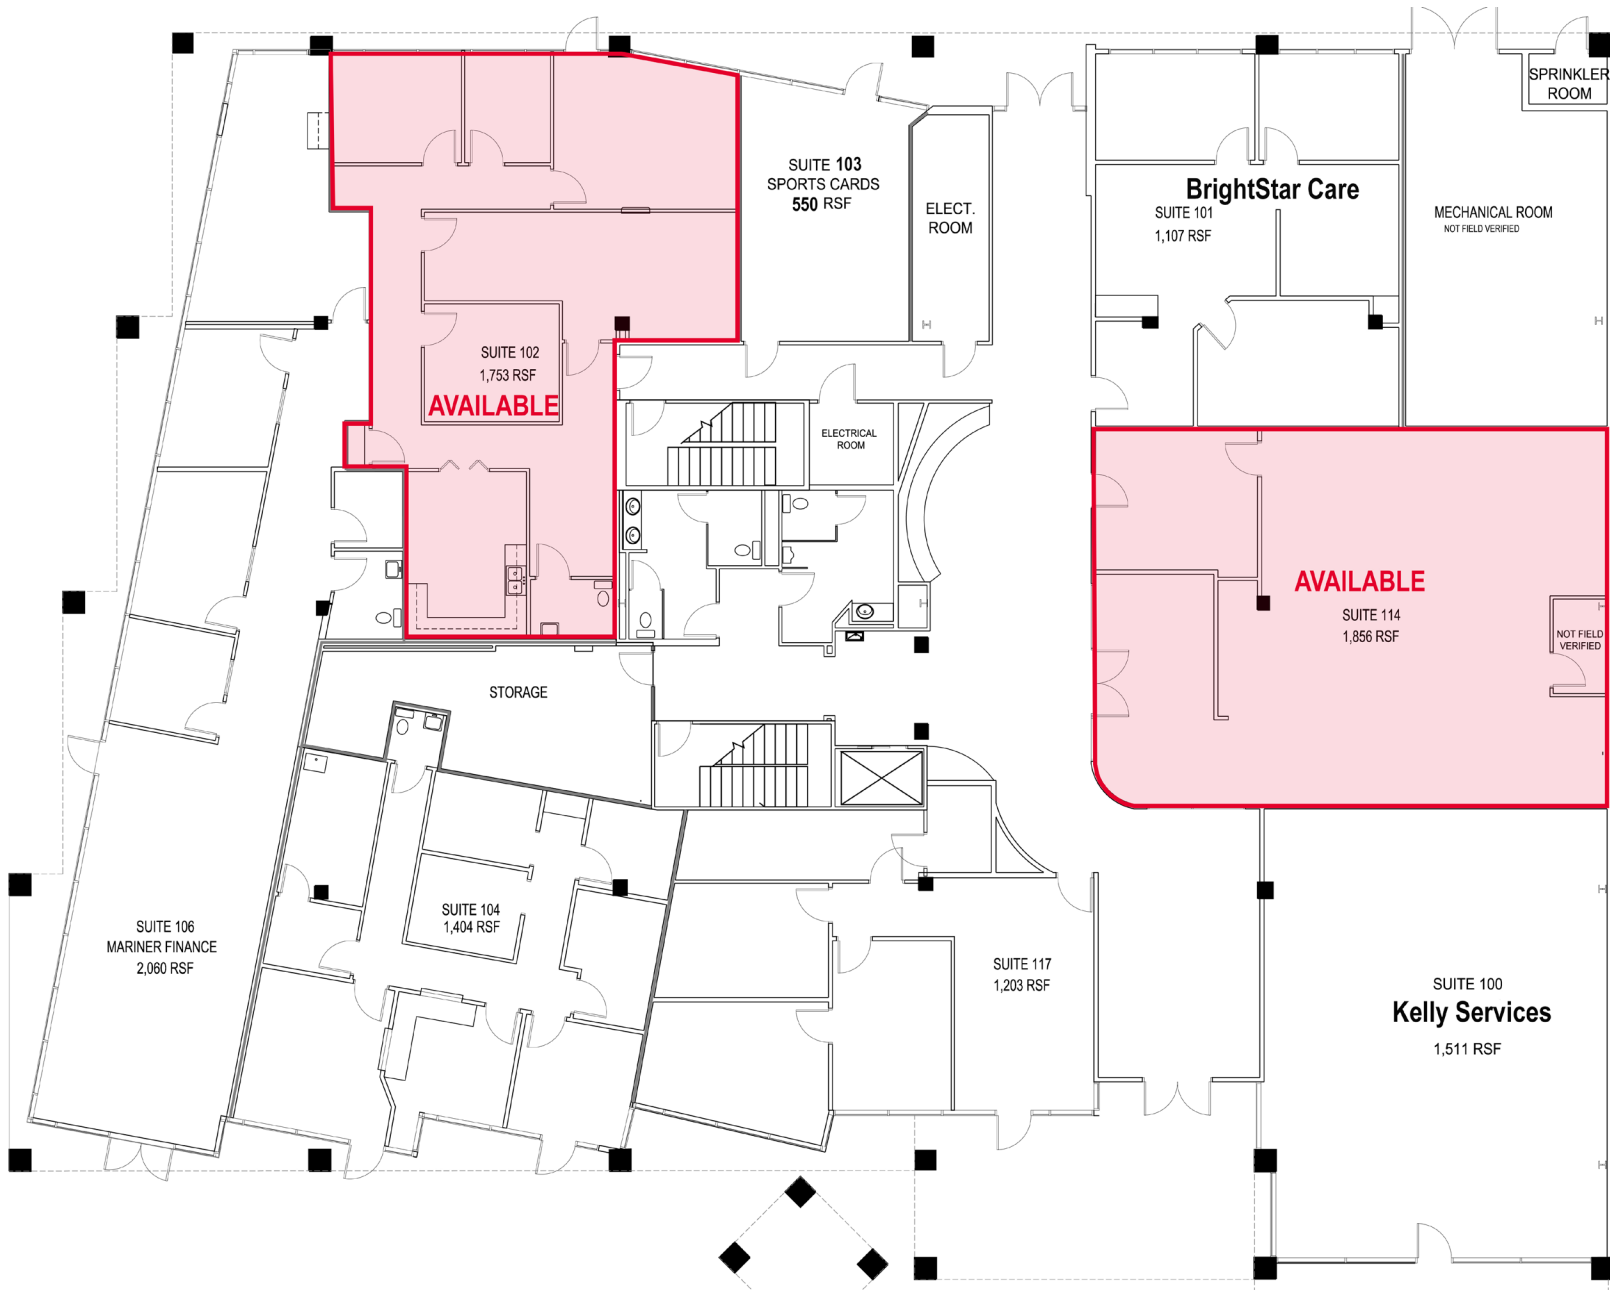 SPRINKLER
ROOM
SUITE 103
SPORTS CARDS
550 RSF
ELECT.
ROOM
BrightStar Care
SUITE 101
1,107 RSF
MECHANICAL ROOM
NOT FIELD VERIFIED
SUITE 102
1,753 RSF
AVAILABLE
ELECTRICAL
ROOM
AVAILABLE
SUITE 114
1,856 RSF
NOT FIELD
VERIFIED
STORAGE
SUITE 106
MARINER FINANCE
2,060 RSF
SUITE 104
1,404 RSF
SUITE 117
1,203 RSF
SUITE 100
Kelly Services
1,511 RSF